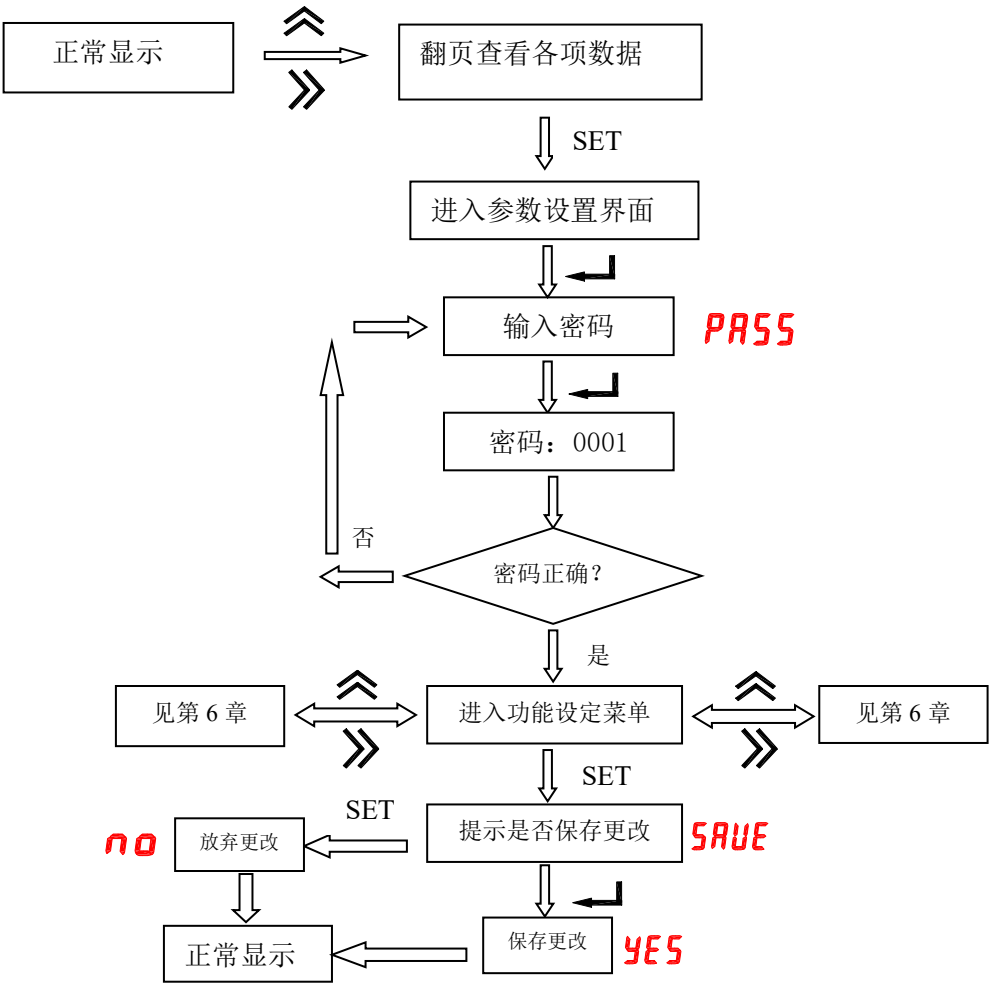 正常显示
翻页查看各项数据
SET
进入参数设置界面
输入密码
PASS
密码：0001
否
密码正确？
是
见第 6 章
进入功能设定菜单
见第 6 章
SET
SET
no
放弃更改
提示是否保存更改
SAVE
保存更改
YES
正常显示